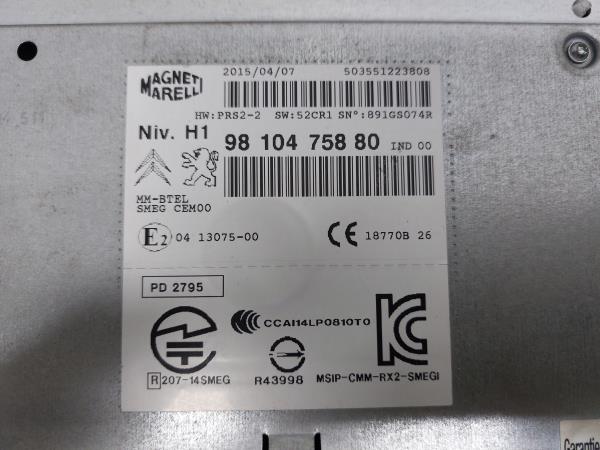 MAGNETI
MARELLI
2015/04/07 503551223808
HW:PRS2-2 SW:52CR1 SN°:891GS074R
Niv. H1 98 104 758 80 IND 00
MM-BTEL
SMEG CEM00
E2 04 13075-00 CE 18770B 26
PD 2795
CCAI14LP0810T0
R 207-14SMEG R43998 MSIP-CMM-RX2-SMEGI
Garantie